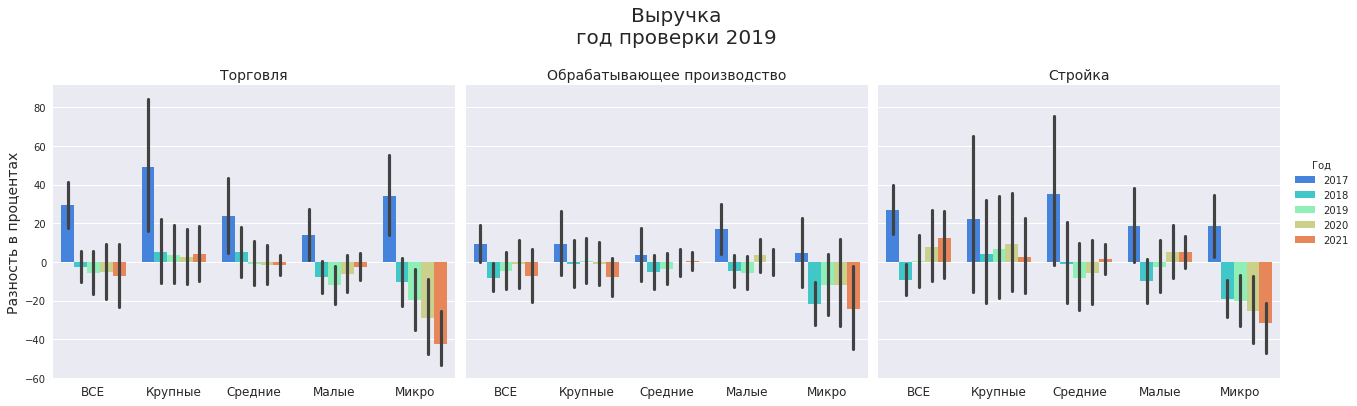 Выручка
год проверки 2019
Торговля
Обрабатывающее производство
Стройка
Разность в процентах
80
60
40
20
0
−20
−40
−60
ВСЕ Крупные Средние Малые Микро
ВСЕ Крупные Средние Малые Микро
ВСЕ Крупные Средние Малые Микро
Год
2017
2018
2019
2020
2021